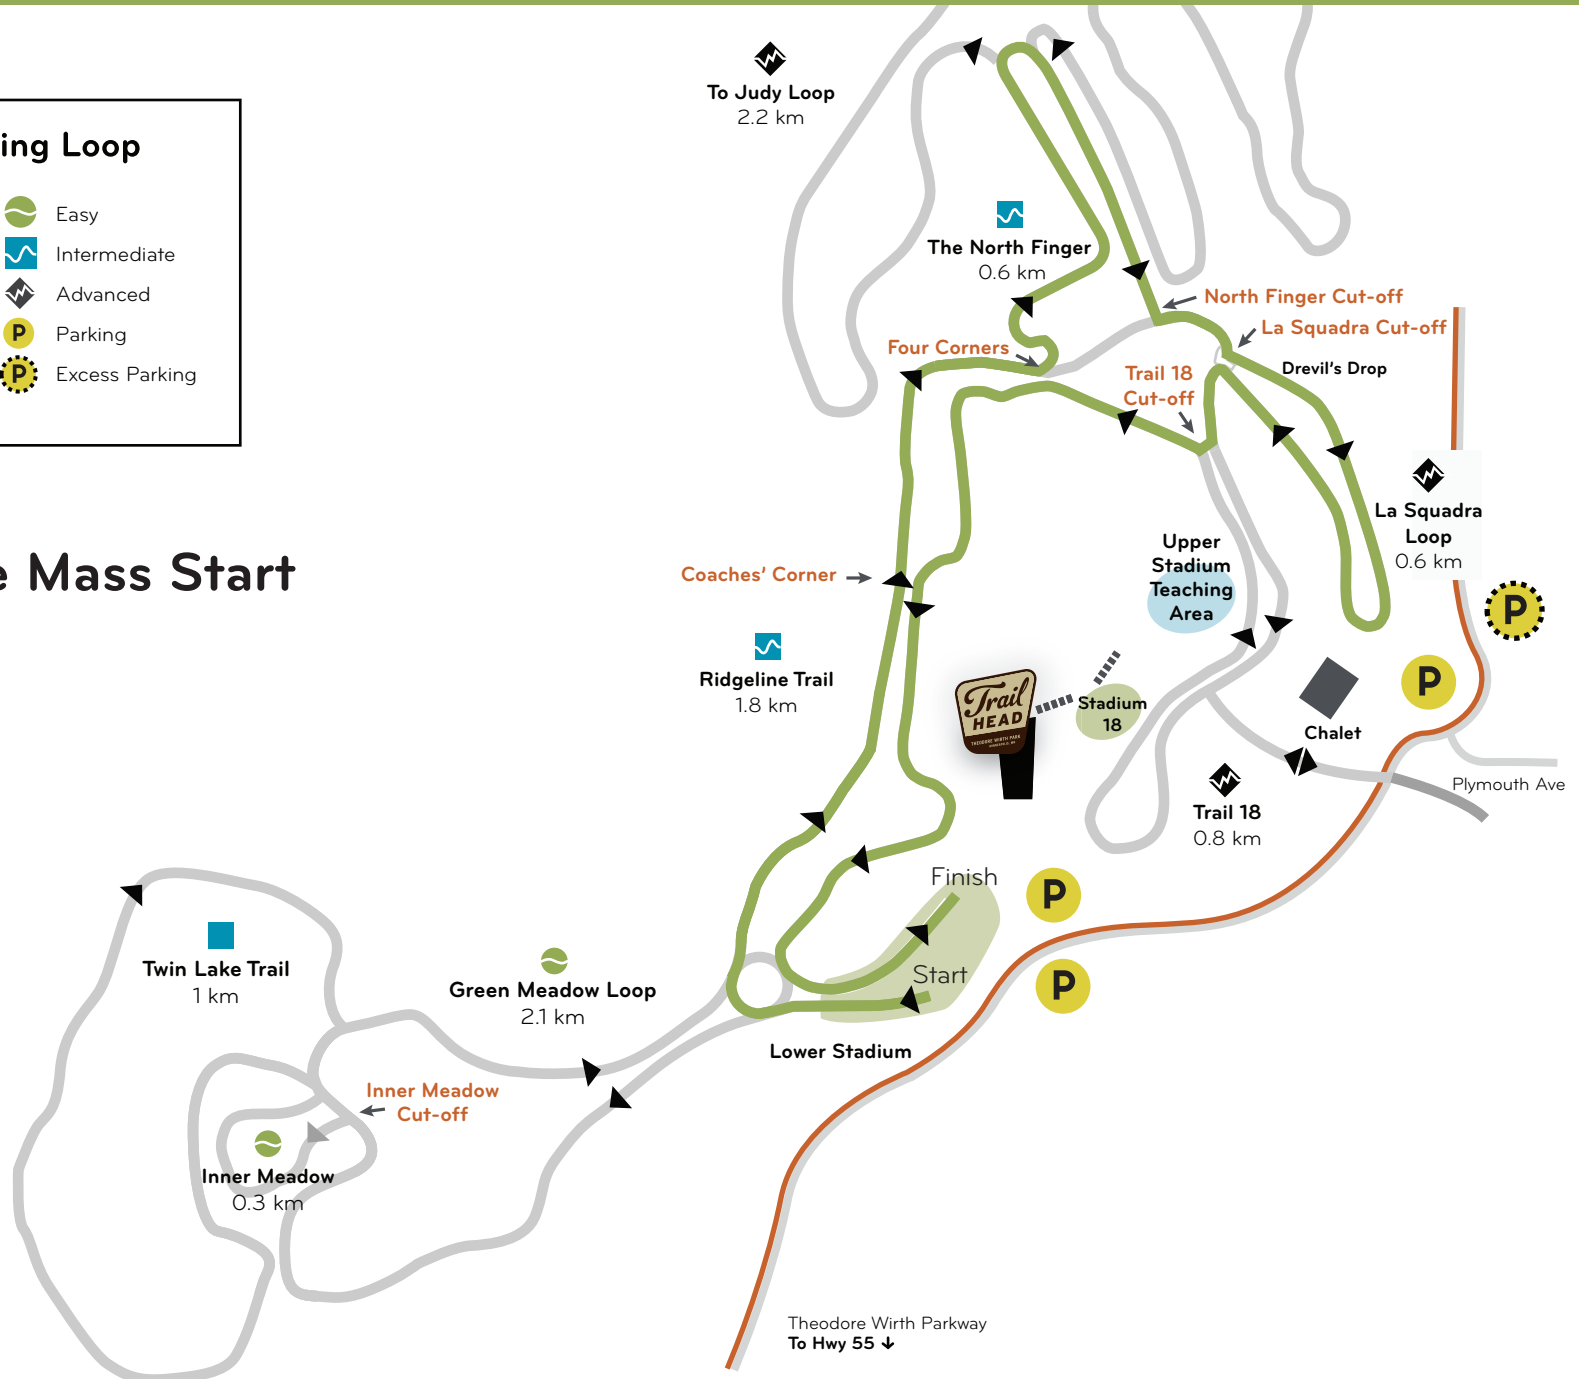 ing Loop
Easy
Intermediate
Advanced
P
Parking
P
Excess Parking
e Mass Start
To Judy Loop
2.2 km
The North Finger
0.6 km
North Finger Cut-off
La Squadra Cut-off
Four Corners
Drevil's Drop
Trail 18
Cut-off
La Squadra
Loop
0.6 km
Upper
Stadium
Teaching
Area
Coaches' Corner
P
Ridgeline Trail
1.8 km
P
Trail
HEAD
THEODORE WIRTH PARK
Stadium
18
Chalet
Plymouth Ave
Trail 18
0.8 km
Finish
P
Start
P
Twin Lake Trail
1 km
Green Meadow Loop
2.1 km
Lower Stadium
Inner Meadow
Cut-off
Inner Meadow
0.3 km
Theodore Wirth Parkway
To Hwy 55 ↓